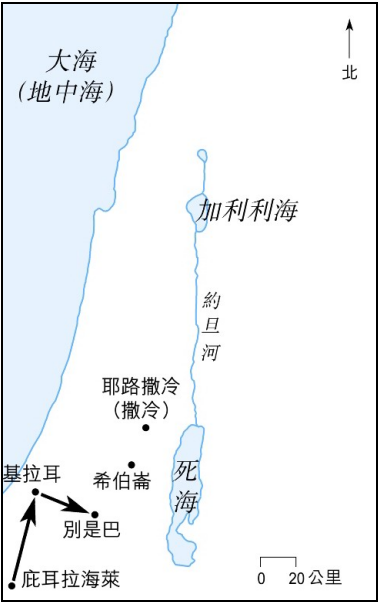 大海
(地中海)
北
加利利海
約
旦
河
耶路撒冷
(撒冷)
希伯崙
死
海
基拉耳
別是巴
庇耳拉海萊
0 20 公里